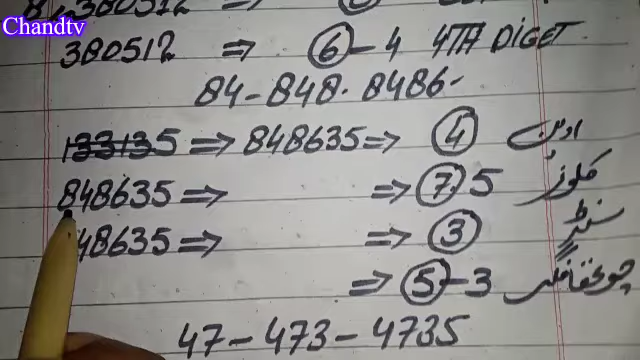 Chandtv
380512 ⇒ 6-4 4TH DiGET
84-848. 8486-
133135 ⇒ 848635 ⇒ 4 اوپن
848635 ⇒ ⇒ 7.5 کلوز
48635 ⇒ ⇒ 3 سنٹر
⇒ 5-3 چوتھا فگر
47-473-4735